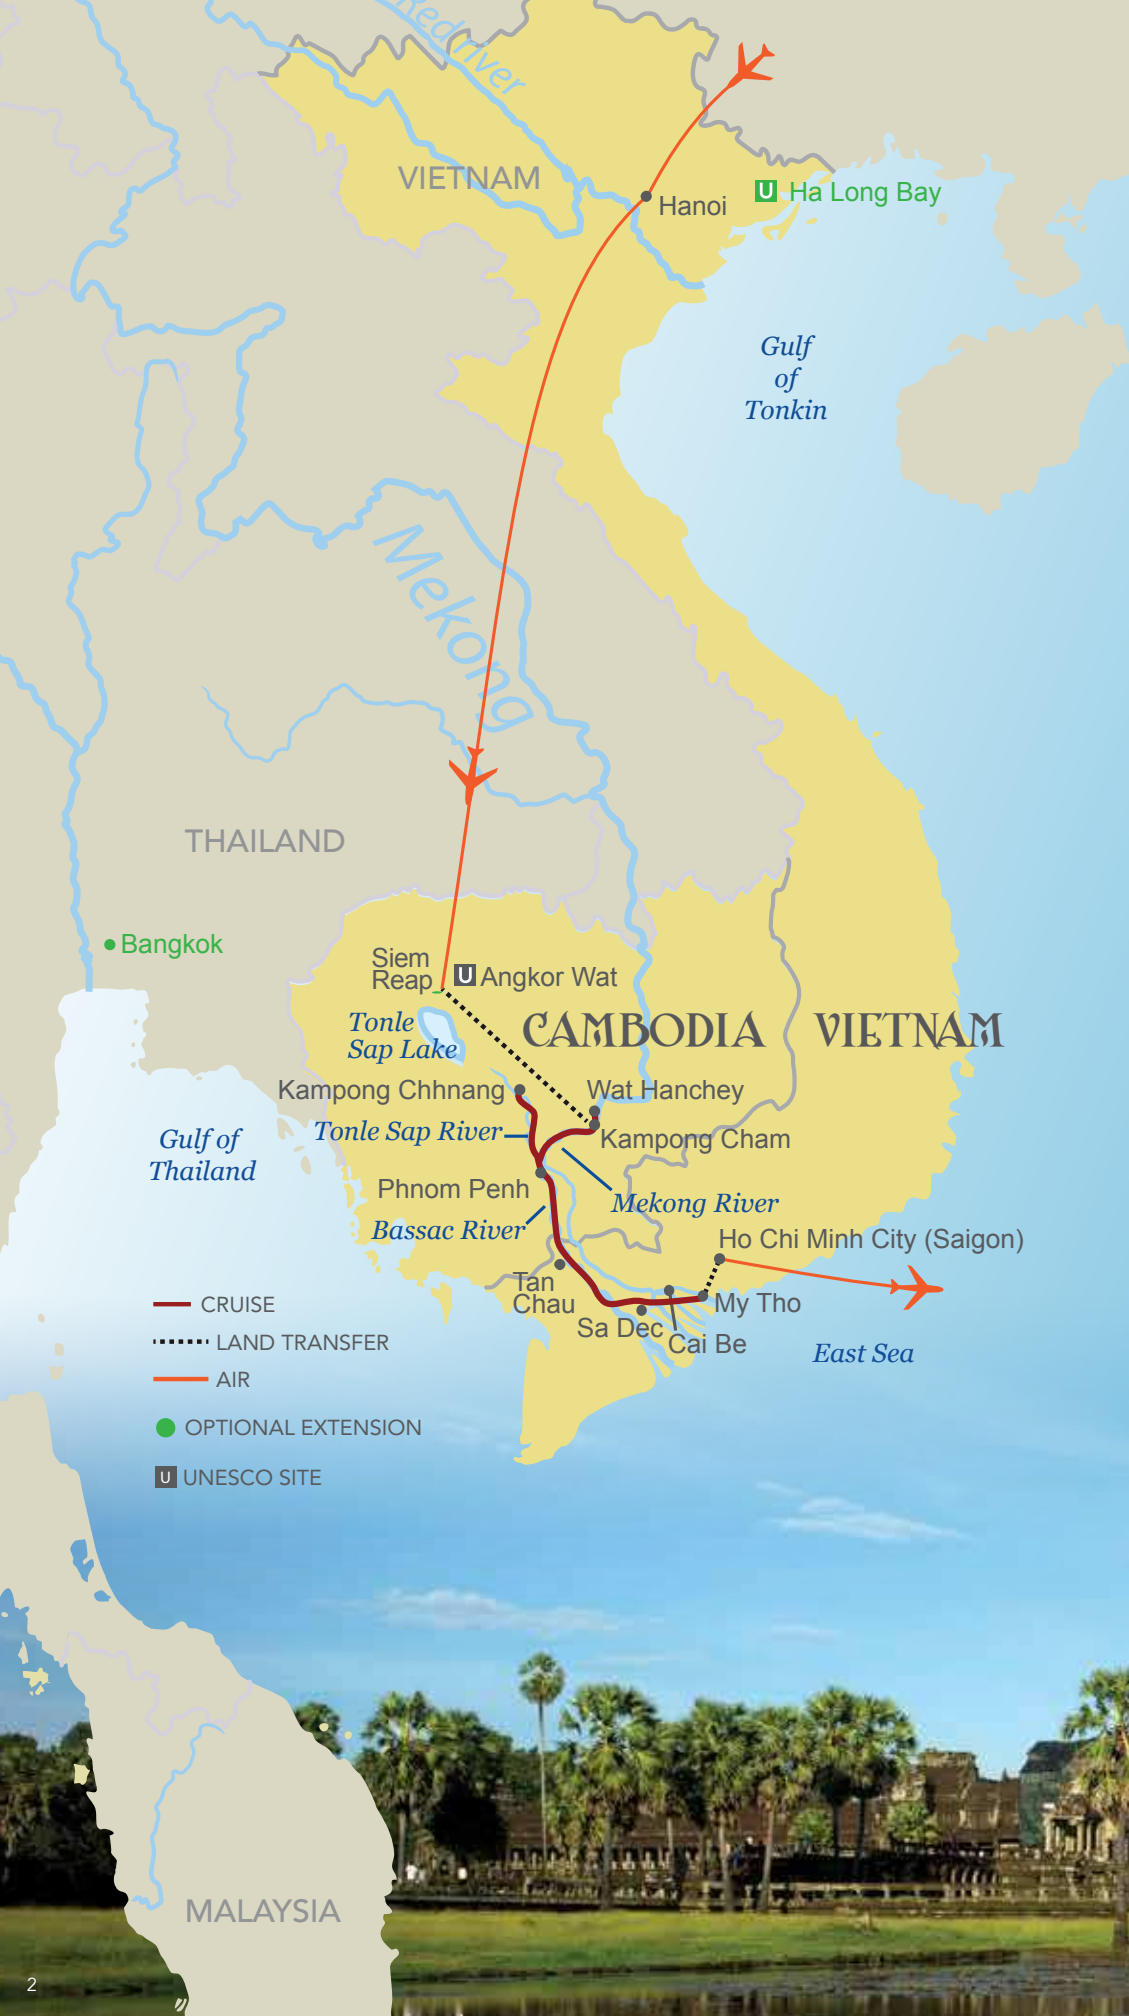 Red river
VIETNAM
Hanoi
U Ha Long Bay
Gulf
of
Tonkin
Mekong
THAILAND
Bangkok
Siem
Reap
U Angkor Wat
Tonle
Sap Lake
CAMBODIA
VIETNAM
Kampong Chhnang
Wat Hanchey
Tonle Sap River
Kampong Cham
Gulf of
Thailand
Phnom Penh
Mekong River
Bassac River
Ho Chi Minh City (Saigon)
Tan
Chau
My Tho
Sa Dec
Cai Be
East Sea
CRUISE
LAND TRANSFER
AIR
OPTIONAL EXTENSION
U UNESCO SITE
MALAYSIA
2